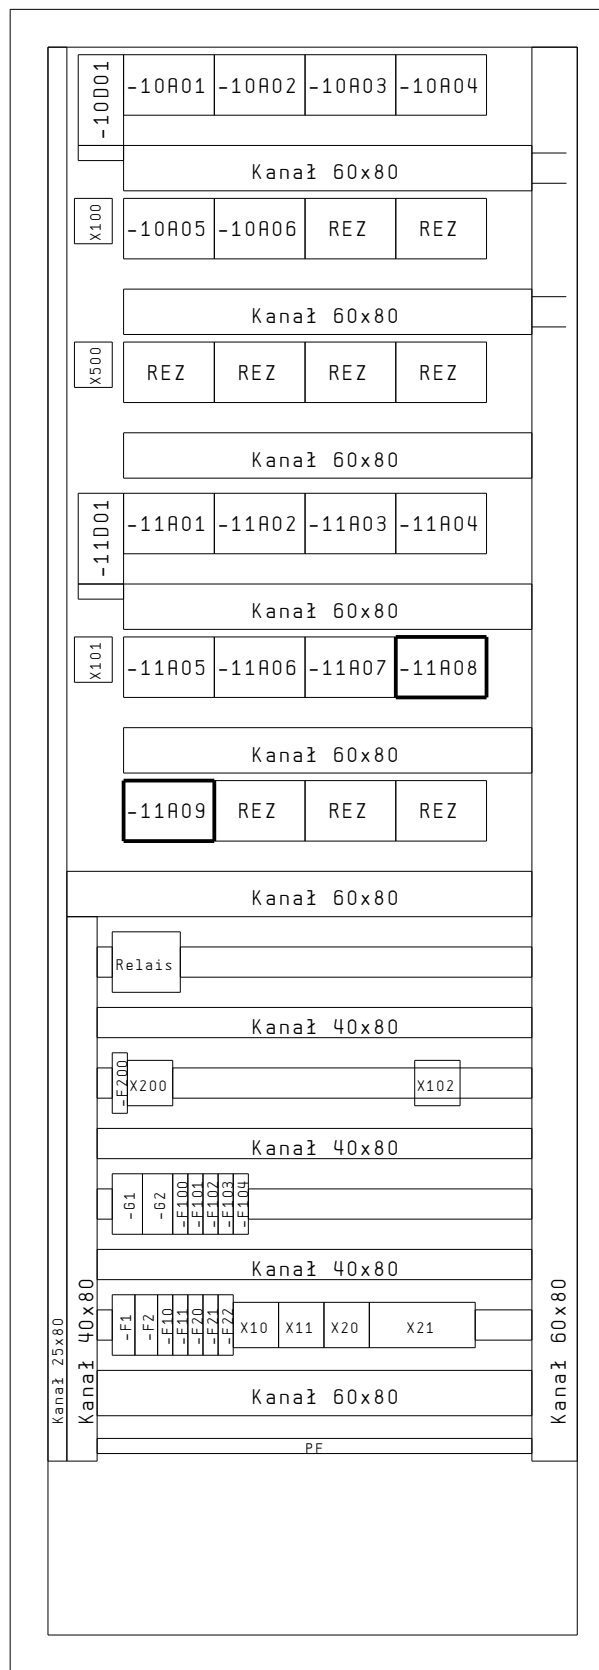 -10D01
-10A01 -10A02 -10A03 -10A04
Kanał 60x80
X100
-10A05 -10A06 REZ REZ
Kanał 60x80
X500
REZ REZ REZ REZ
Kanał 60x80
-11D01
-11A01 -11A02 -11A03 -11A04
Kanał 60x80
X101
-11A05 -11A06 -11A07 -11A08
Kanał 60x80
-11A09 REZ REZ REZ
Kanał 60x80
Relais
Kanał 40x80
-F200 X200 X102
Kanał 40x80
-G1 -G2 -F100 -F101 -F102 -F103 -F104
Kanał 40x80
-F1 -F2 -F10 -F11 -F20 -F21 -F22 X10 X11 X20 X21
Kanał 60x80
Kanał 25x80
Kanał 40x80
Kanał 60x80
PE